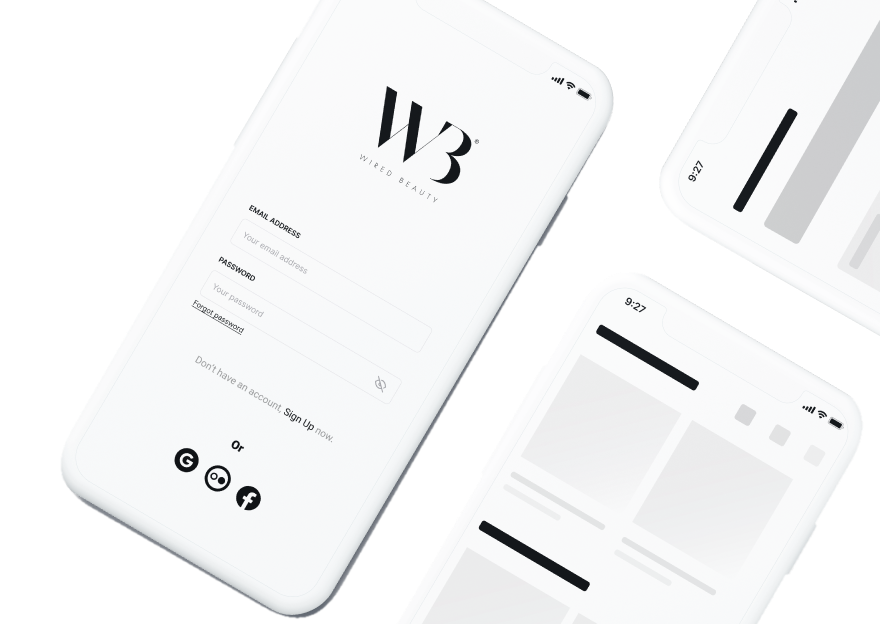 WB®
WIRED BEAUTY
EMAIL ADDRESS
Your email address
PASSWORD
Your password
Forgot password
Don't have an account, Sign Up now.
Or
G
f
9:27
9:27